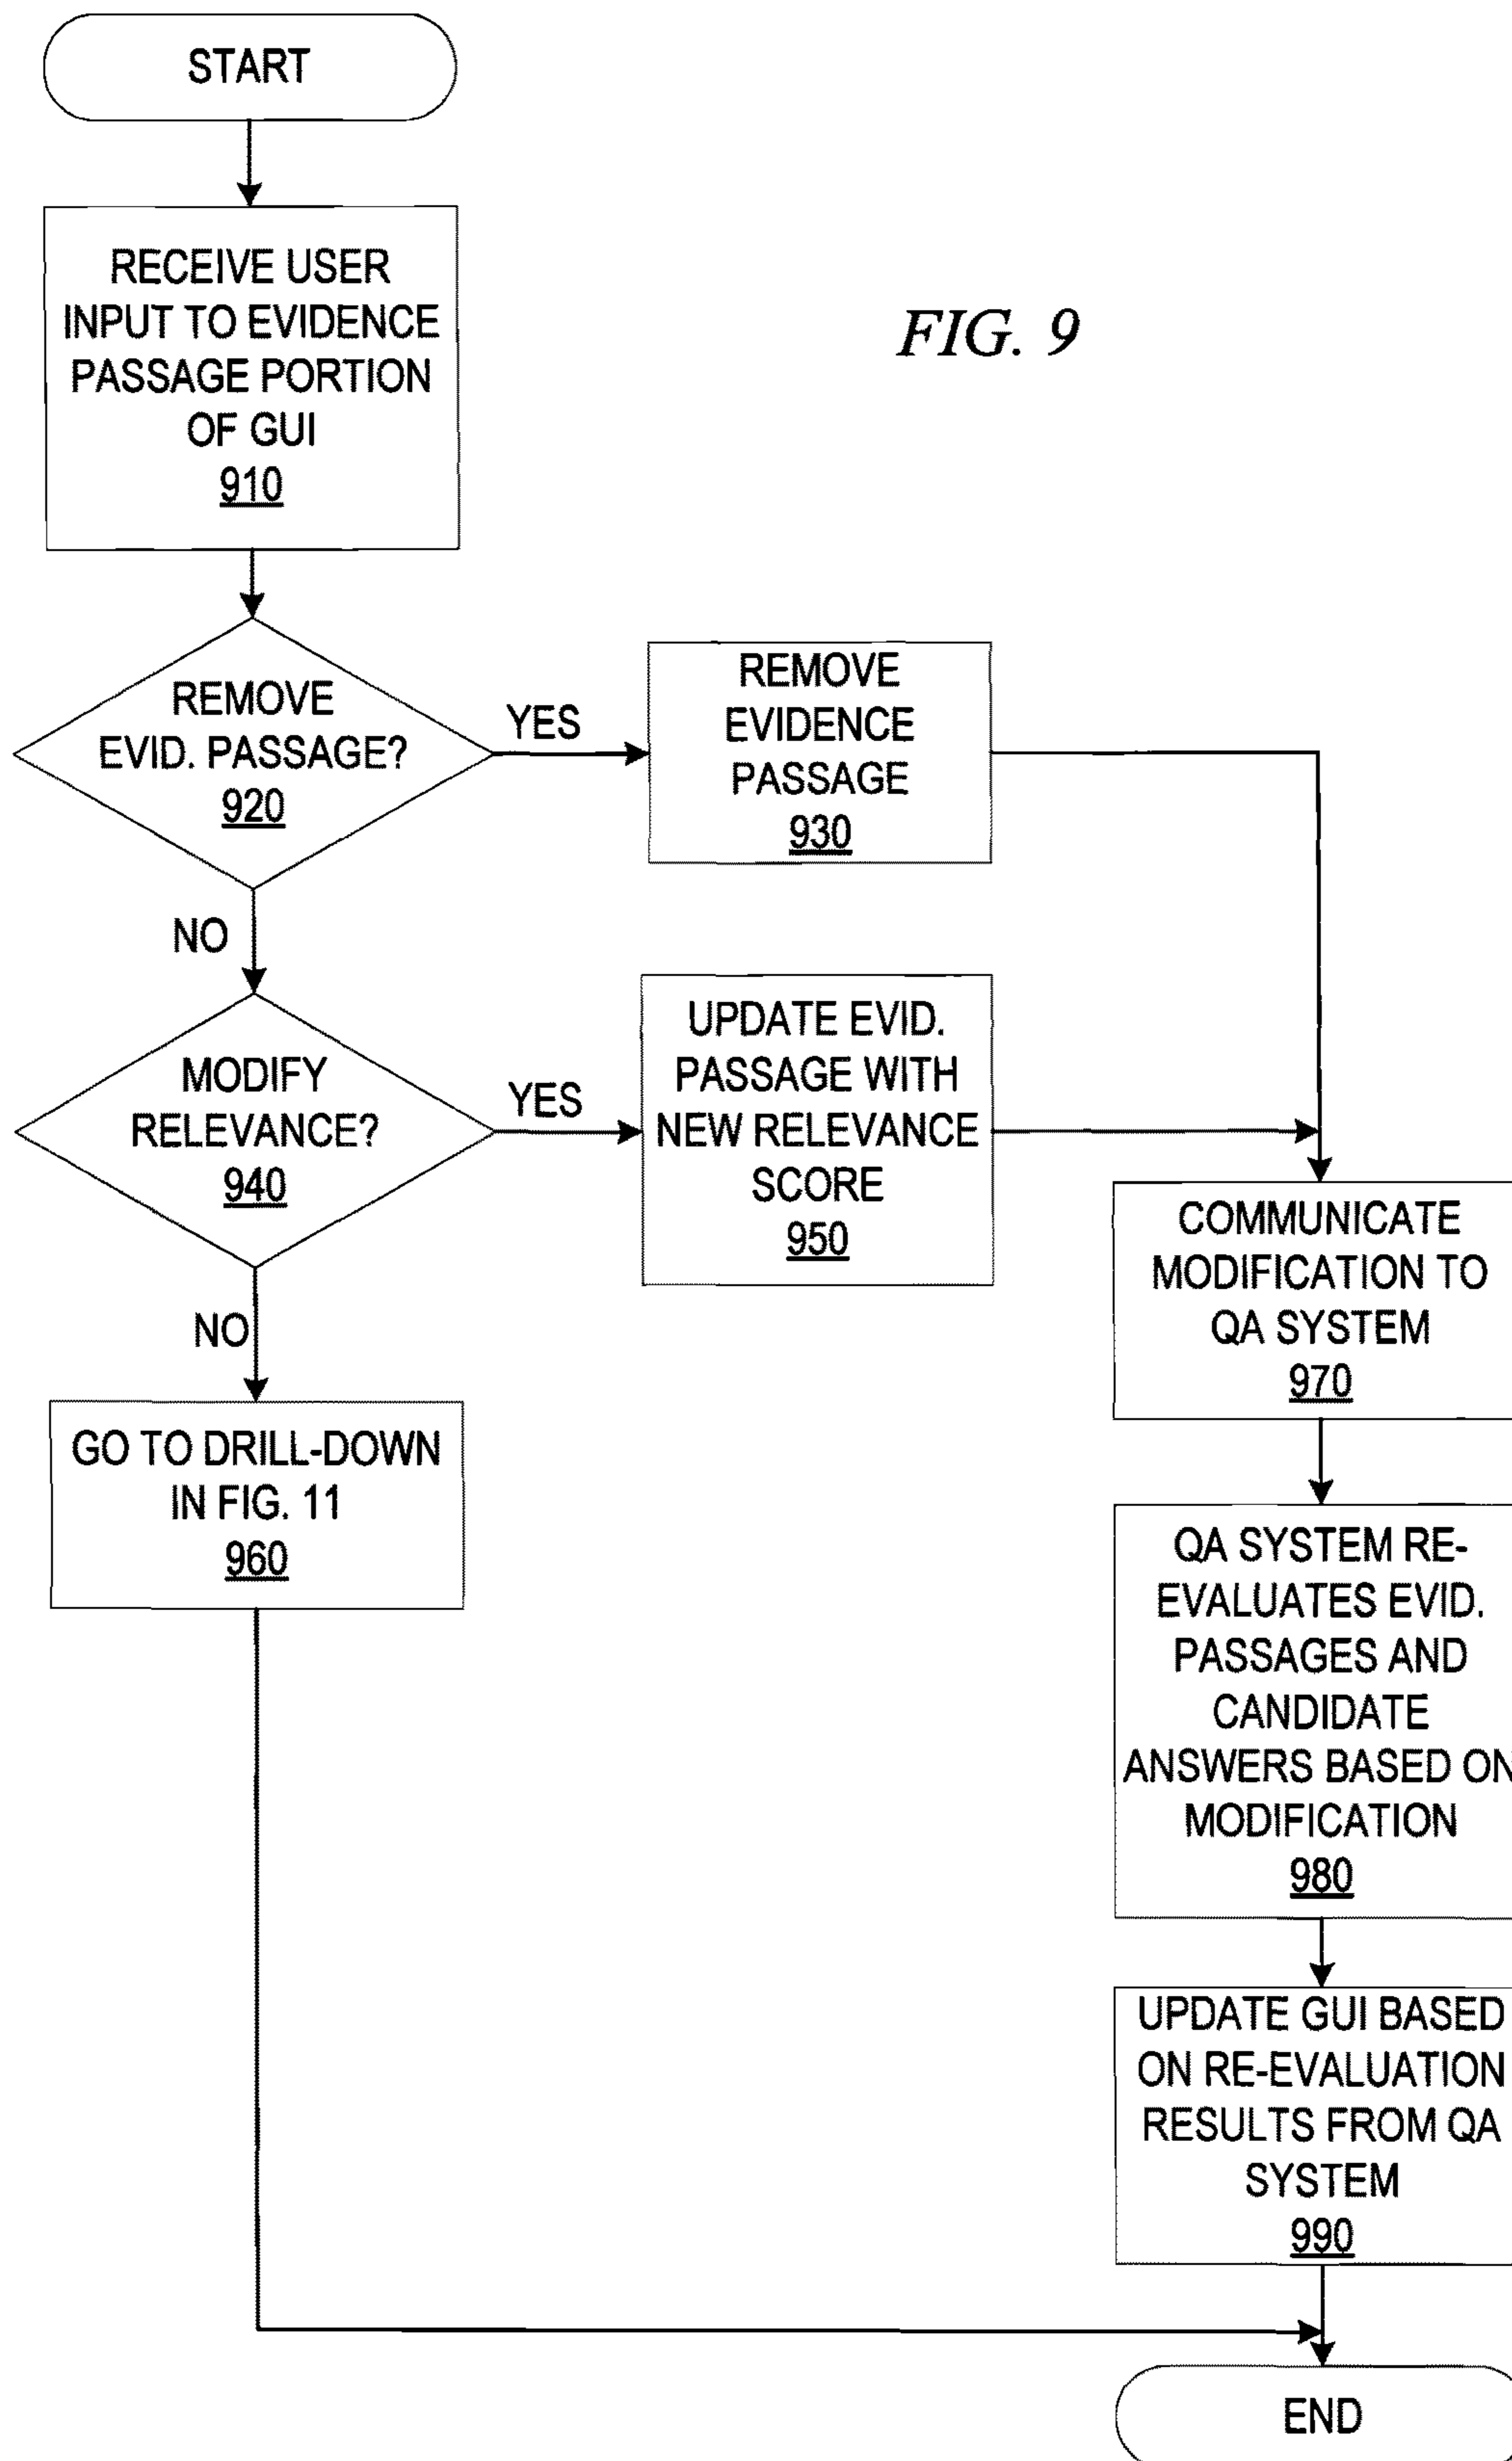 START
RECEIVE USER
INPUT TO EVIDENCE
PASSAGE PORTION
OF GUI
910
FIG. 9
REMOVE
EVID. PASSAGE?
920
YES
REMOVE
EVIDENCE
PASSAGE
930
NO
MODIFY
RELEVANCE?
940
YES
UPDATE EVID.
PASSAGE WITH
NEW RELEVANCE
SCORE
950
NO
GO TO DRILL-DOWN
IN FIG. 11
960
COMMUNICATE
MODIFICATION TO
QA SYSTEM
970
QA SYSTEM RE-
EVALUATES EVID.
PASSAGES AND
CANDIDATE
ANSWERS BASED ON
MODIFICATION
980
UPDATE GUI BASED
ON RE-EVALUATION
RESULTS FROM QA
SYSTEM
990
END